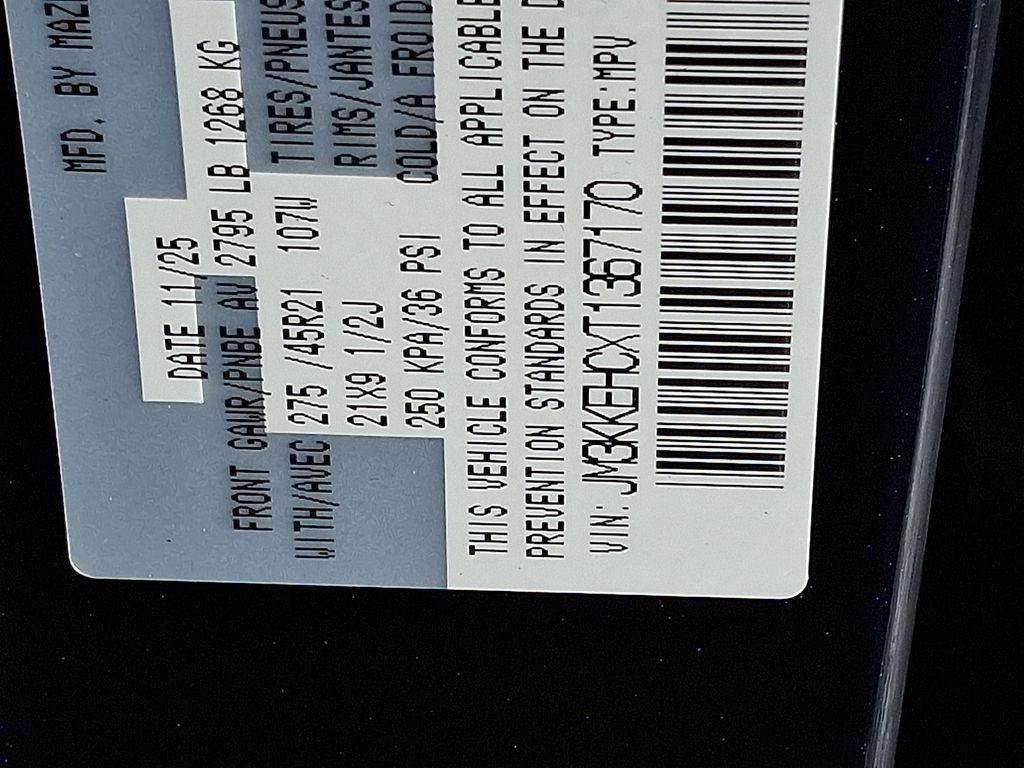 MFD. BY MAZ
DATE 11/25
FRONT GAWR/PNBE AV 2795 LB 1268 KG
WITH/AVEC 275 /45R21 107W TIRES/PNEUS
21X9 1/2J RIMS/JANTES
250 KPA/36 PSI COLD/A FROID
THIS VEHICLE CONFORMS TO ALL APPLICABLE
PREVENTION STANDARDS IN EFFECT ON THE D
VIN: JM3KKEHCXT1367170 TYPE:MPV